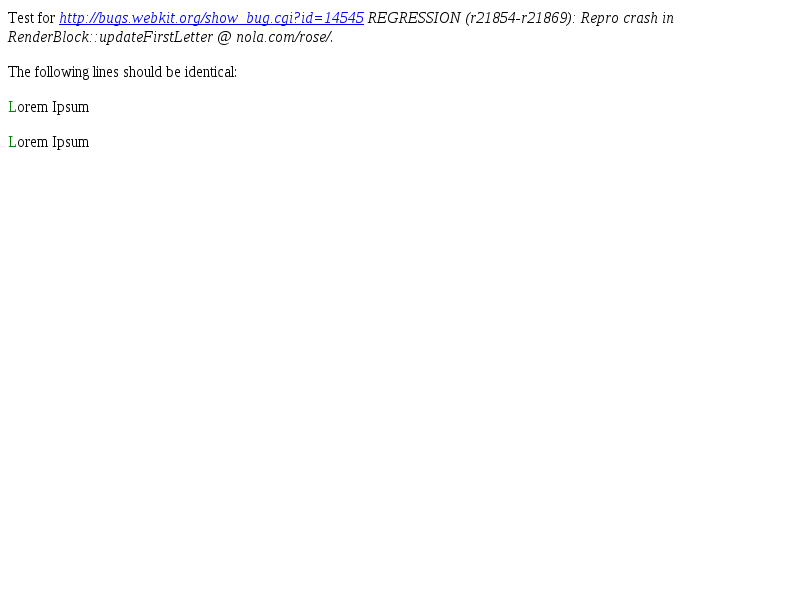 Test for http://bugs.webkit.org/show_bug.cgi?id=14545 REGRESSION (r21854-r21869): Repro crash in
RenderBlock::updateFirstLetter @ nola.com/rose/.
The following lines should be identical:
Lorem Ipsum
Lorem Ipsum